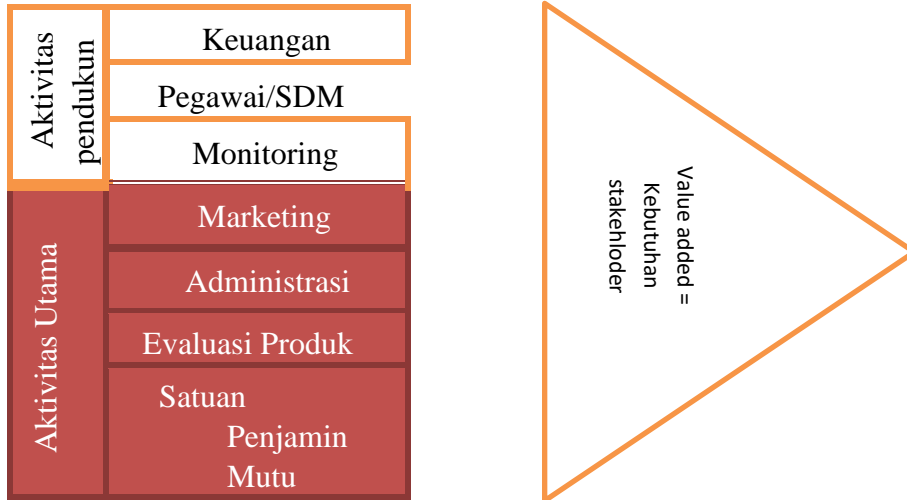 Aktivitas
pendukun
Keuangan
Pegawai/SDM
Monitoring
Aktivitas Utama
Marketing
Administrasi
Evaluasi Produk
Satuan
Penjamin
Mutu
Value added =
Kebutuhan
stakehloder